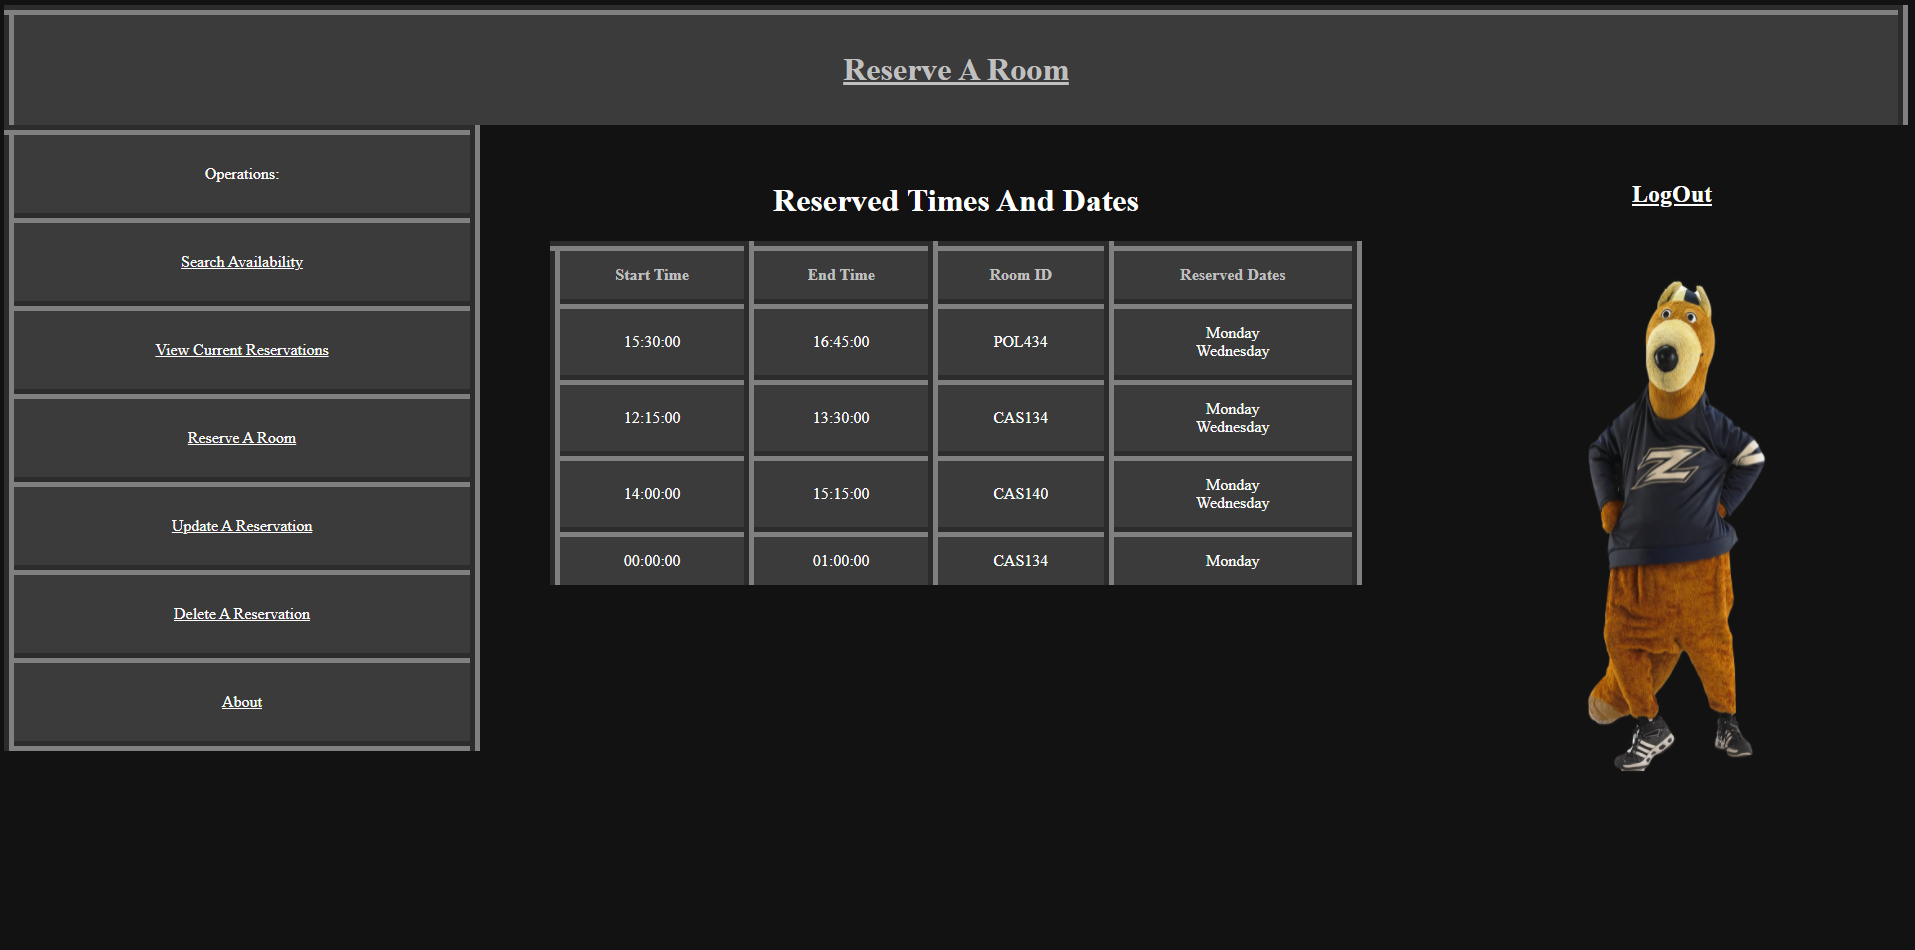 Reserve A Room
Operations:
Search Availability
View Current Reservations
Reserve A Room
Update A Reservation
Delete A Reservation
About
Reserved Times And Dates
Start Time End Time Room ID Reserved Dates
15:30:00 16:45:00 POL434 Monday
Wednesday
12:15:00 13:30:00 CAS134 Monday
Wednesday
14:00:00 15:15:00 CAS140 Monday
Wednesday
00:00:00 01:00:00 CAS134 Monday
LogOut
Z